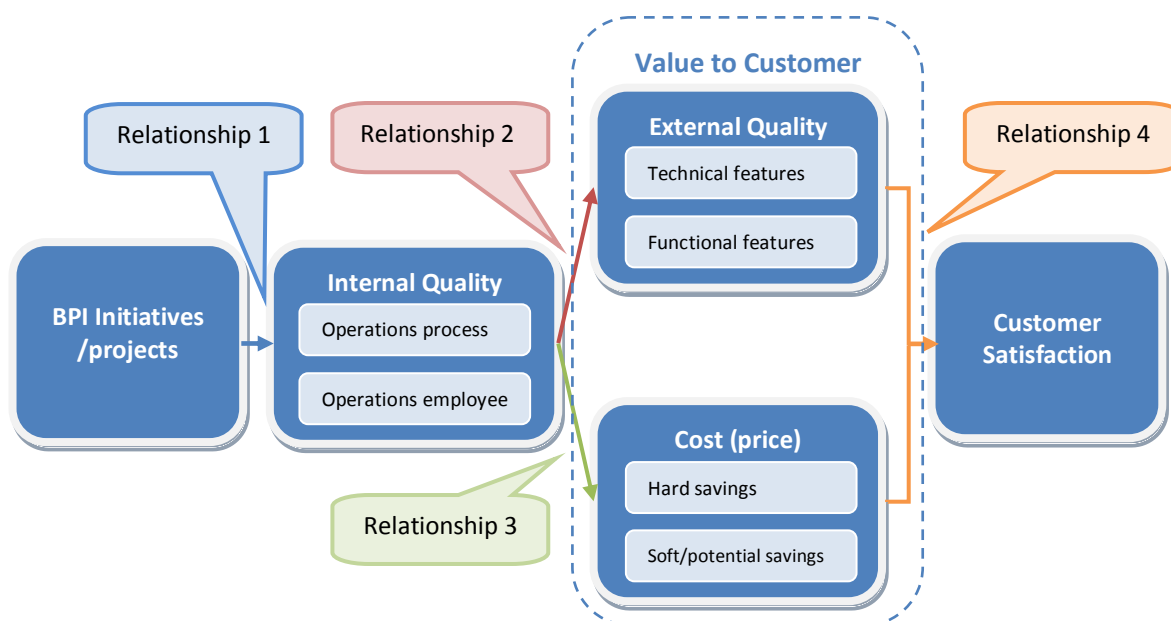 Value to Customer
Relationship 1
Relationship 2
External Quality
Technical features
Functional features
Relationship 4
BPI Initiatives
/projects
Internal Quality
Operations process
Operations employee
Customer
Satisfaction
Relationship 3
Cost (price)
Hard savings
Soft/potential savings